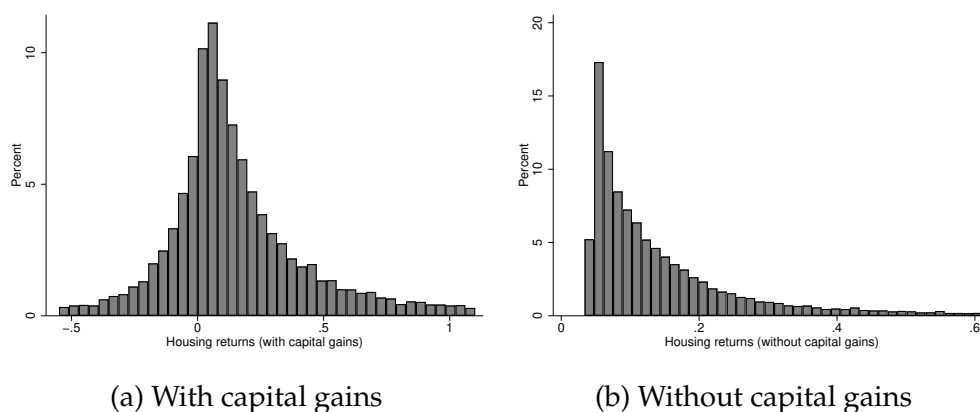 10
5
0
Percent
−.5 0 .5 1
Housing returns (with capital gains)
(a) With capital gains
20
15
10
5
0
Percent
0 .2 .4 .6
Housing returns (without capital gains)
(b) Without capital gains